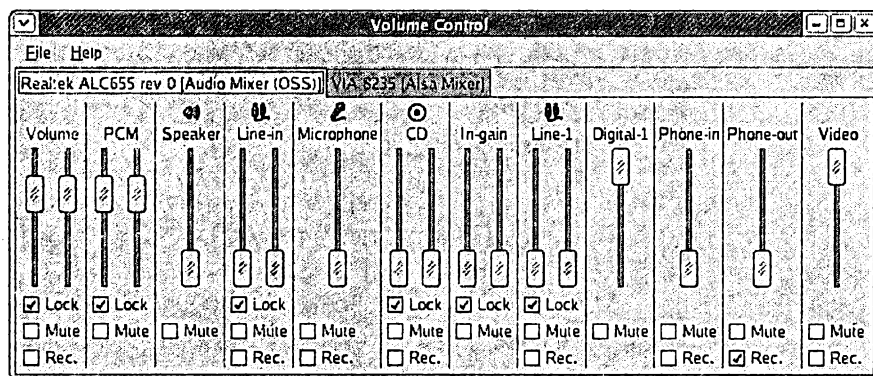 Volume Control
File Help
Realtek ALC655 rev 0 [Audio Mixer (OSS)] VIA 8235 [Alsa Mixer]
Volume PCM Speaker Line-in Microphone CD In-gain Line-1 Digital-1 Phone-in Phone-out Video
Lock Lock Lock Lock Lock Lock
Mute Mute Mute Mute Mute Mute Mute Mute Mute Mute Mute Mute
Rec. Rec. Rec. Rec. Rec. Rec. Rec. Rec.